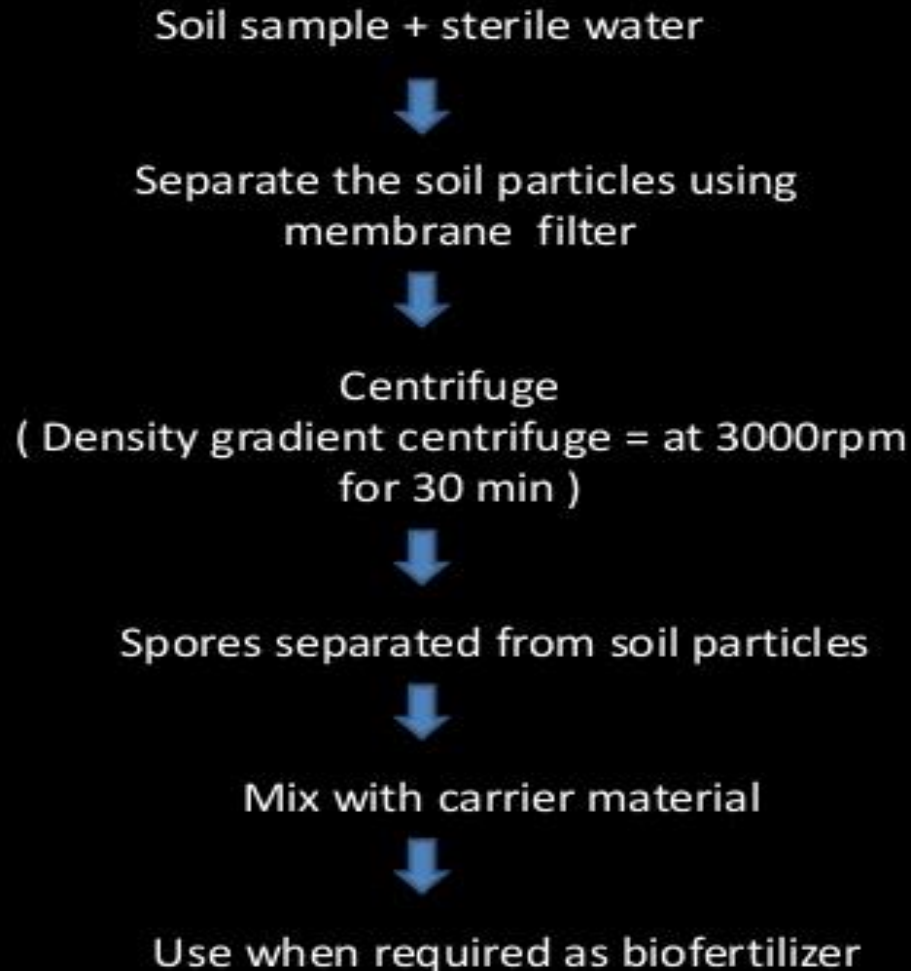 Soil sample + sterile water
Separate the soil particles using
membrane filter
Centrifuge
( Density gradient centrifuge = at 3000rpm
for 30 min )
Spores separated from soil particles
Mix with carrier material
Use when required as biofertilizer